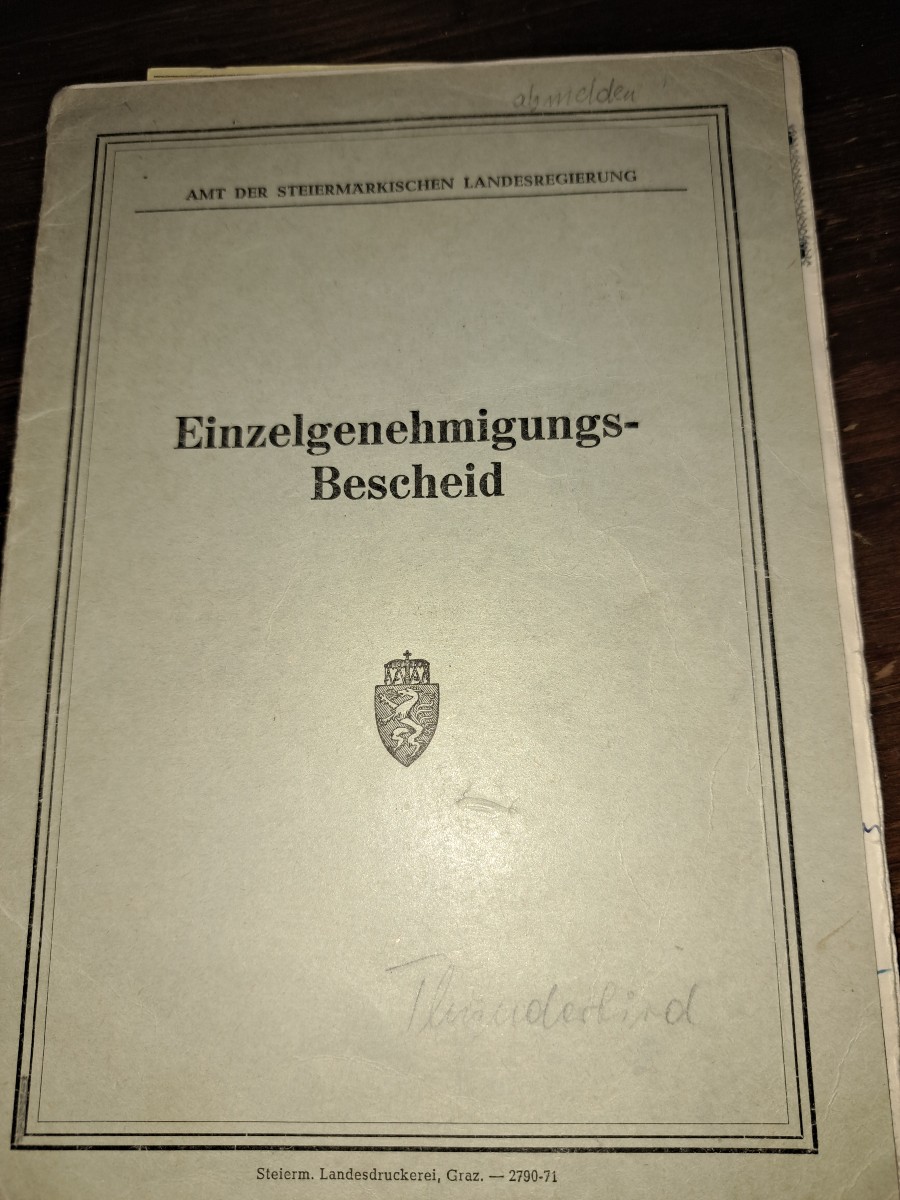 abmelden !
AMT DER STEIERMÄRKISCHEN LANDESREGIERUNG
Einzelgenehmigungs-
Bescheid
Thunderbird
Steierm. Landesdruckerei, Graz. — 2790-71